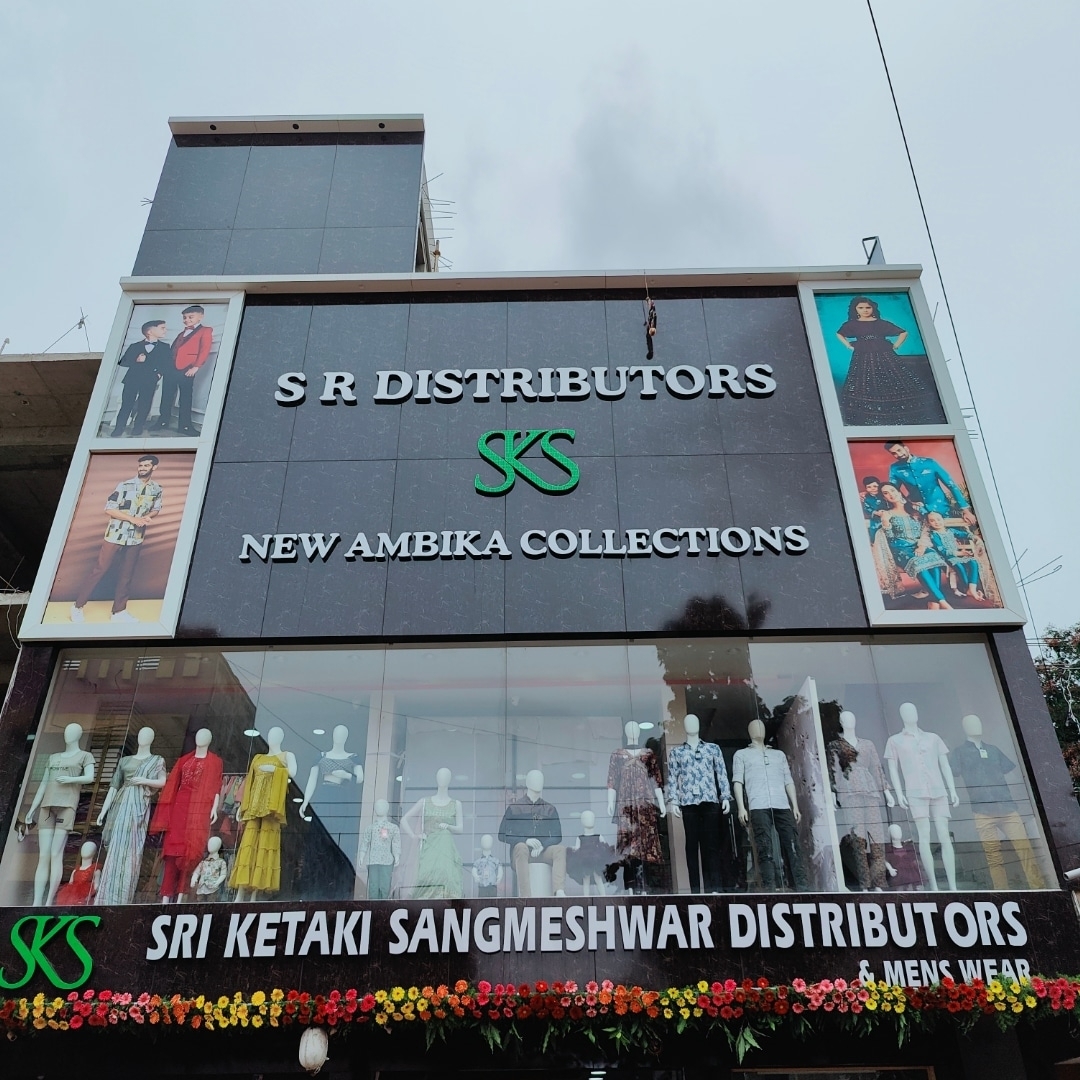 S R DISTRIBUTORS
SKS
NEW AMBIKA COLLECTIONS
SKS
SRI KETAKI SANGMESHWAR DISTRIBUTORS
& MENS WEAR